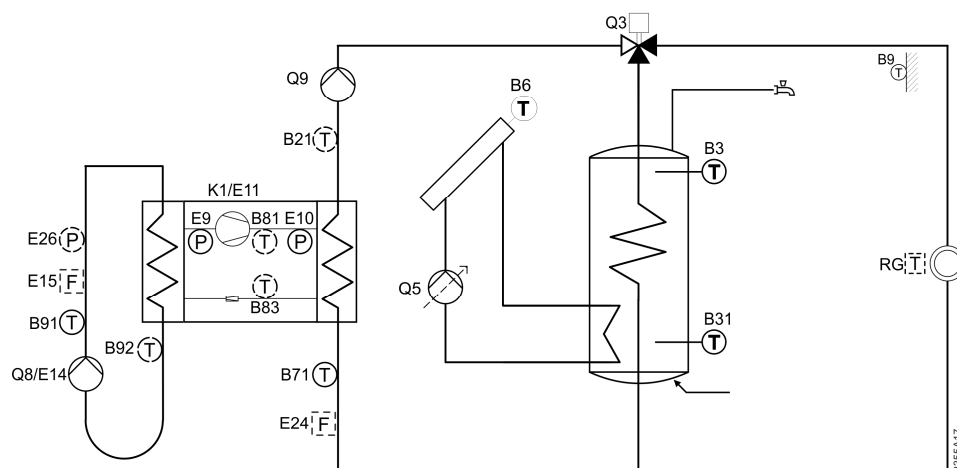 Q3
B9
T
Q9
B6
T
B21
T
B3
T
K1/E11
E9
B81
E10
P
T
P
E26
P
RG
T
E15
F
T
Q5
B83
B91
T
B92
T
B31
T
Q8/E14
B71
T
E24
F